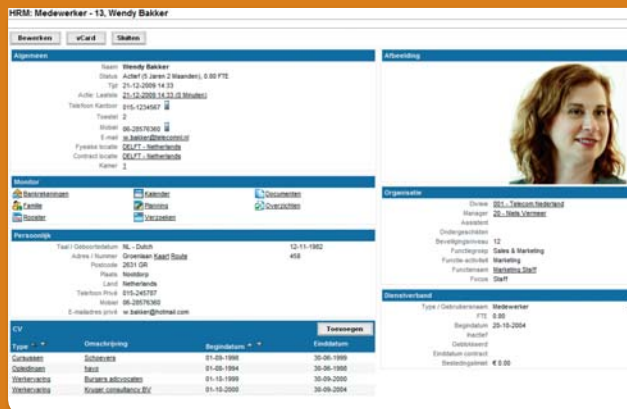 HRM: Medewerker - 13, Wendy Bakker
Bewerken vCard Sluiten
Algemeen
Naam Wendy Bakker
Status Actief (5 Jaren 2 Maanden), 0.00 FTE
Tijd 21-12-2009 14:33
Actie: Laatste 21-12-2009 14:33 (0 Minuten)
Telefoon Kantoor 015-1234567
Toestel 2
Mobiel 06-28576360
E-mail w.bakker@telecomnl.nl
Fysieke locatie DELFT - Netherlands
Contract locatie DELFT - Netherlands
Kamer 1
Monitor
Bankrekeningen Kalender Documenten
Familie Planning Overzichten
Rooster Verzoeken
Persoonlijk
Taal / Geboortedatum NL - Dutch 12-11-1982
Adres / Nummer Groenlaan Kaart Route 458
Postcode 2631 GR
Plaats Nootdorp
Land Netherlands
Telefoon Privé 015-245787
Mobiel 06-28576360
E-mailadres privé w.bakker@hotmail.com
CV Toevoegen
Type Omschrijving Begindatum Einddatum
Cursussen Schoevers 01-09-1998 30-06-1999
Opleidingen havo 01-08-1994 30-06-1998
Werkervaring Burgers advocaten 01-10-1999 30-09-2000
Werkervaring Kruger consultancy BV 01-10-2000 30-09-2004
Afbeelding
Organisatie
Divisie 001 - Telecom Nederland
Manager 20 - Niels Vermeer
Assistent
Ondergeschikten
Beveiligingsniveau 12
Functiegroep Sales & Marketing
Functie-activiteit Marketing
Functienaam Marketing Staff
Focus Staff
Dienstverband
Type / Gebruikersnaam Medewerker
FTE 0.00
Begindatum 20-10-2004
Inactief
Geblokkeerd
Einddatum contract
Bestedingslimiet € 0.00